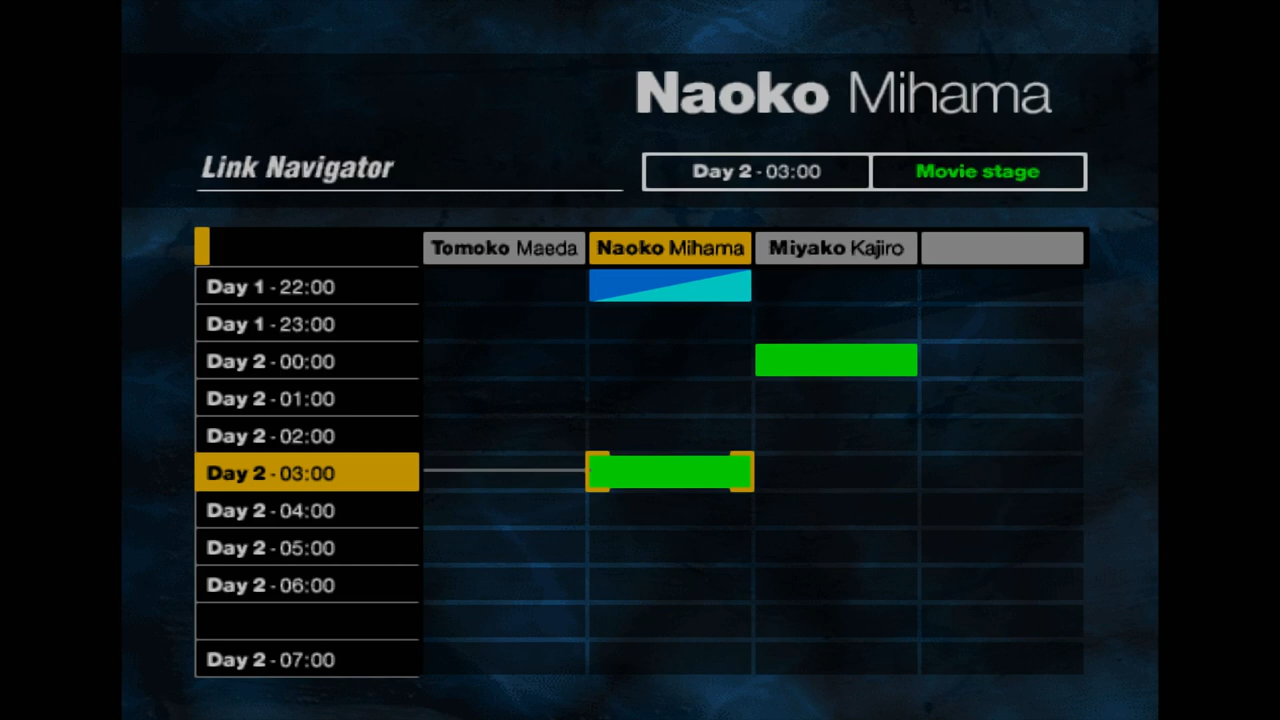 Naoko Mihama
Link Navigator
Day 2 - 03:00 Movie stage
Tomoko Maeda Naoko Mihama Miyako Kajiro
Day 1 - 22:00
Day 1 - 23:00
Day 2 - 00:00
Day 2 - 01:00
Day 2 - 02:00
Day 2 - 03:00
Day 2 - 04:00
Day 2 - 05:00
Day 2 - 06:00
Day 2 - 07:00